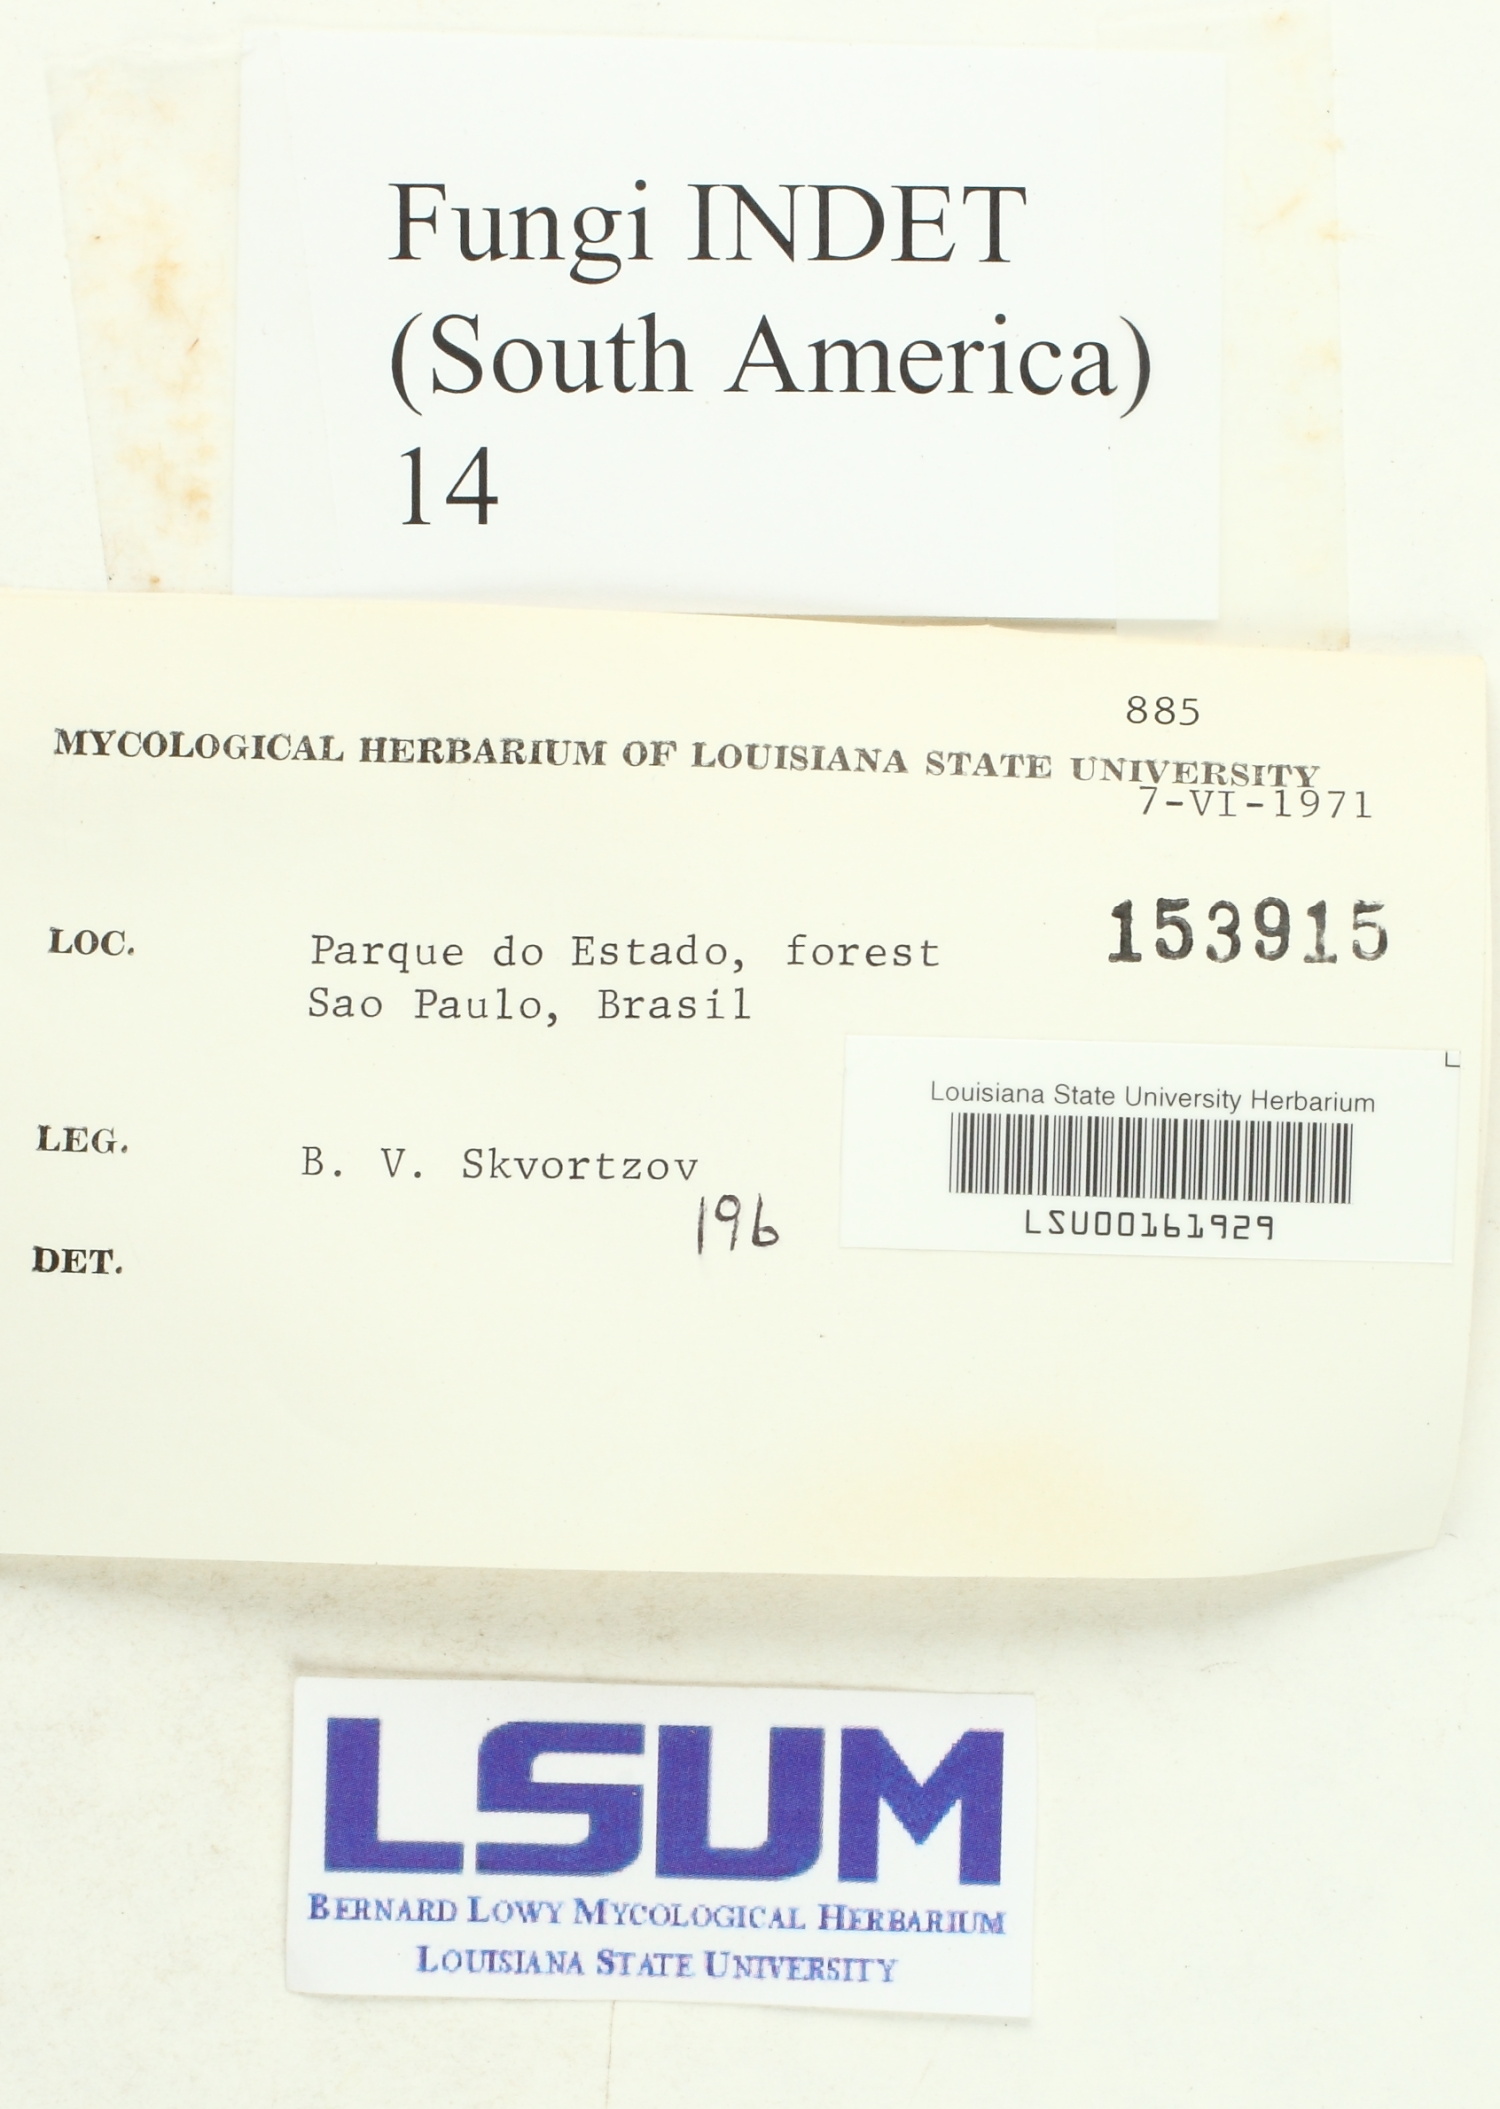 Fungi INDET
(South America)
14
885
MYCOLOGICAL HERBARIUM OF LOUISIANA STATE UNIVERSITY
7-VI-1971
153915
LOC. Parque do Estado, forest
Sao Paulo, Brasil
Louisiana State University Herbarium
LSU00161929
LEG. B. V. Skvortzov
196
DET.
LSUM
BERNARD LOWY MYCOLOGICAL HERBARIUM
LOUISIANA STATE UNIVERSITY